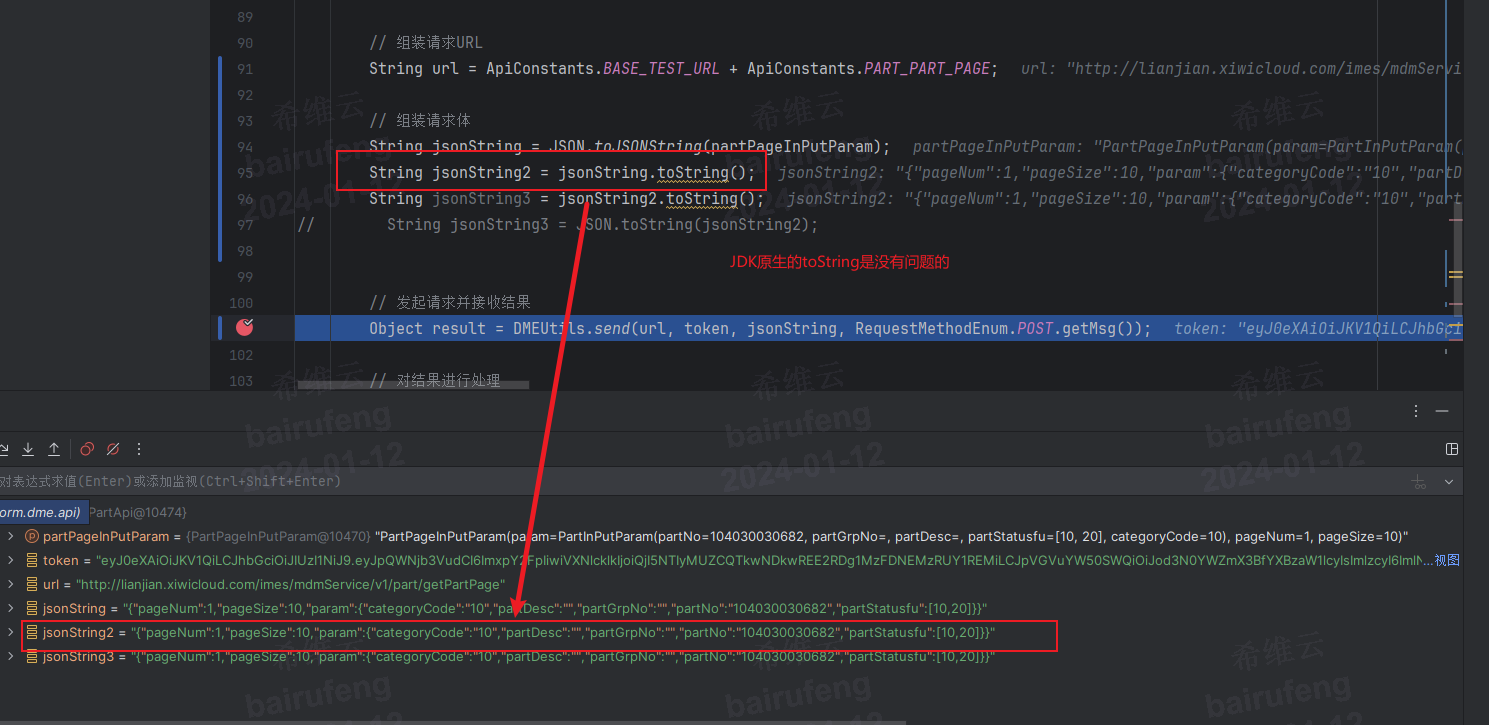 89
90 // 组装请求URL
91 String url = ApiConstants.BASE_TEST_URL + ApiConstants.PART_PART_PAGE; url: "http://lianjian.xiwicloud.com/imes/mdmServi
92
93 // 组装请求体
94 String jsonString = JSON.toJSONString(partPageInPutParam); partPageInPutParam: "PartPageInPutParam(param=PartInPutParam(
95 String jsonString2 = jsonString.toString(); jsonString2: "{"pageNum":1,"pageSize":10,"param":{"categoryCode":"10","partD
96 String jsonString3 = jsonString2.toString(); jsonString2: "{"pageNum":1,"pageSize":10,"param":{"categoryCode":"10","part
97 // String jsonString3 = JSON.toString(jsonString2);
98
JDK原生的toString是没有问题的
99
100 // 发起请求并接收结果
Object result = DMEUtils.send(url, token, jsonString, RequestMethodEnum.POST.getMsg()); token: "eyJ0eXAiOiJKV1QiLCJhbGci
102
103 // 对结果进行处理
对表达式求值(Enter)或添加监视(Ctrl+Shift+Enter)
orm.dme.api) PartApi@10474}
partPageInPutParam = {PartPageInPutParam@10470} "PartPageInPutParam(param=PartInPutParam(partNo=104030030682, partGrpNo=, partDesc=, partStatusfu=[10, 20], categoryCode=10), pageNum=1, pageSize=10)"
token = ... 视图
url = "http://lianjian.xiwicloud.com/imes/mdmService/v1/part/getPartPage"
jsonString = "{"pageNum":1,"pageSize":10,"param":{"categoryCode":"10","partDesc":"","partGrpNo":"","partNo":"104030030682","partStatusfu":[10,20]}}"
jsonString2 = "{"pageNum":1,"pageSize":10,"param":{"categoryCode":"10","partDesc":"","partGrpNo":"","partNo":"104030030682","partStatusfu":[10,20]}}"
jsonString3 = "{"pageNum":1,"pageSize":10,"param":{"categoryCode":"10","partDesc":"","partGrpNo":"","partNo":"104030030682","partStatusfu":[10,20]}}"
希维云
bairufeng
2024-01-12